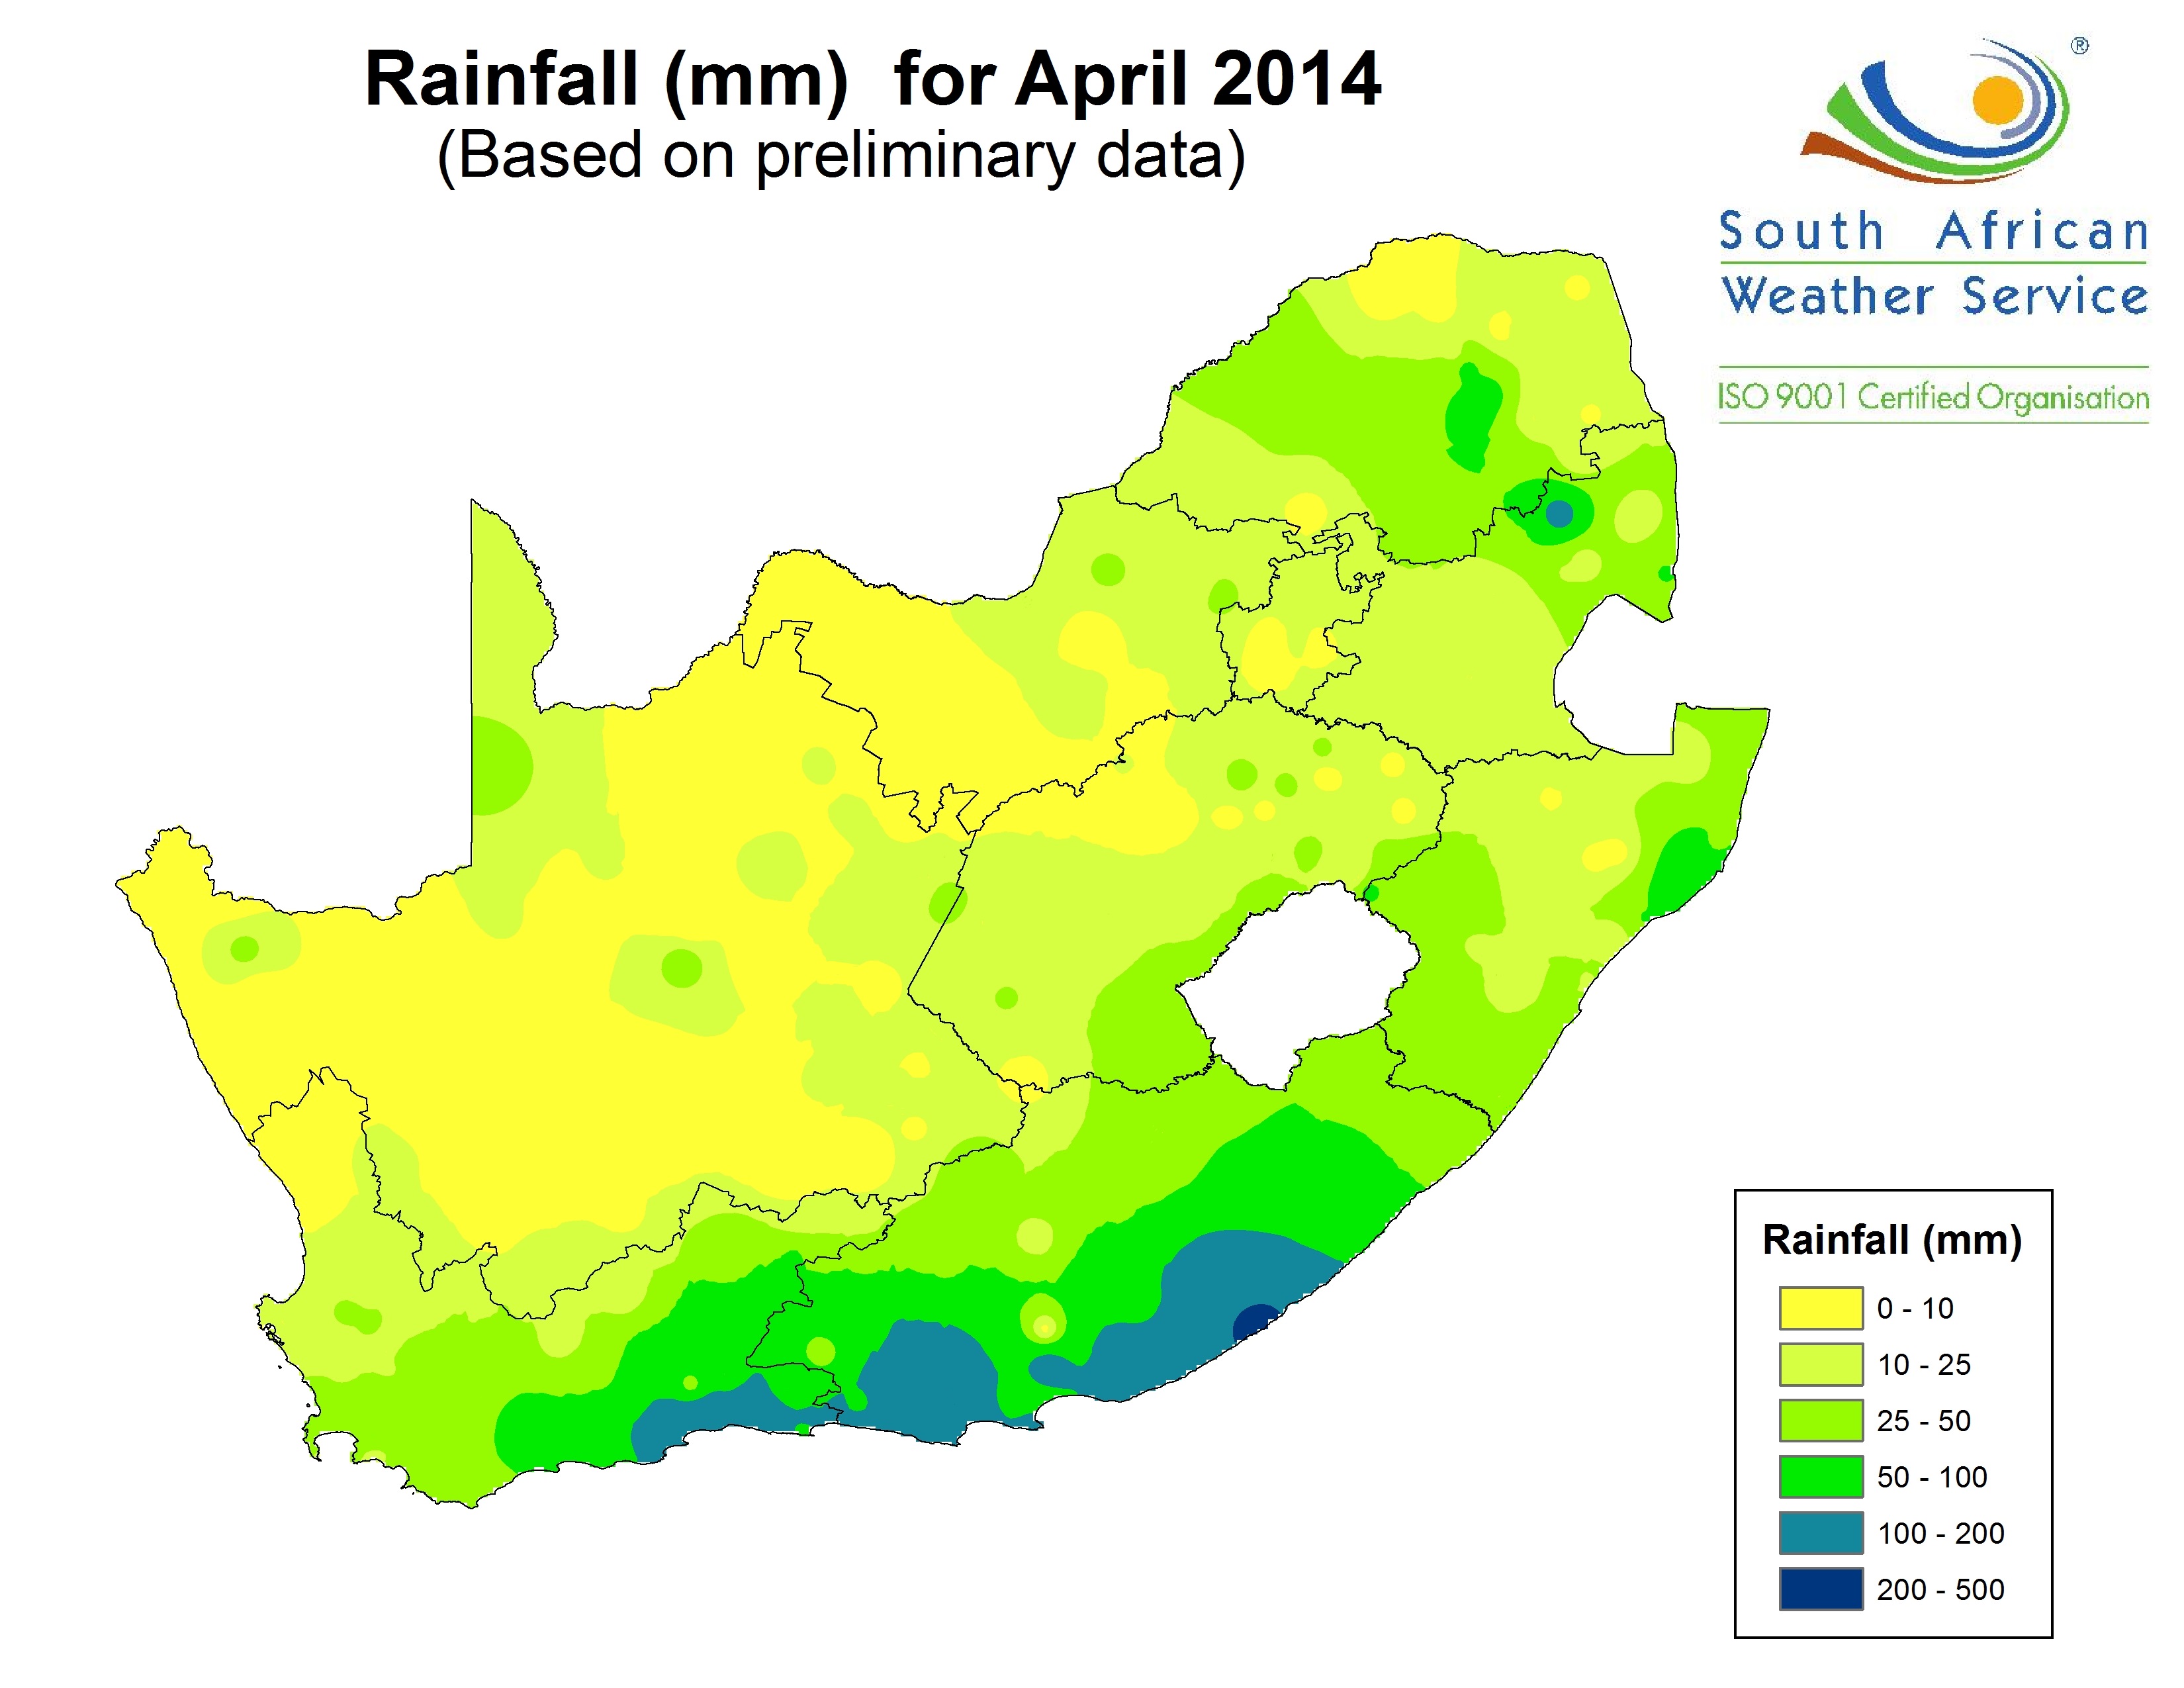 Rainfall (mm)  for April 2014
(Based on preliminary data)
®
South African
Weather Service
ISO 9001 Certified Organisation
Rainfall (mm)
0 - 10
10 - 25
25 - 50
50 - 100
100 - 200
200 - 500